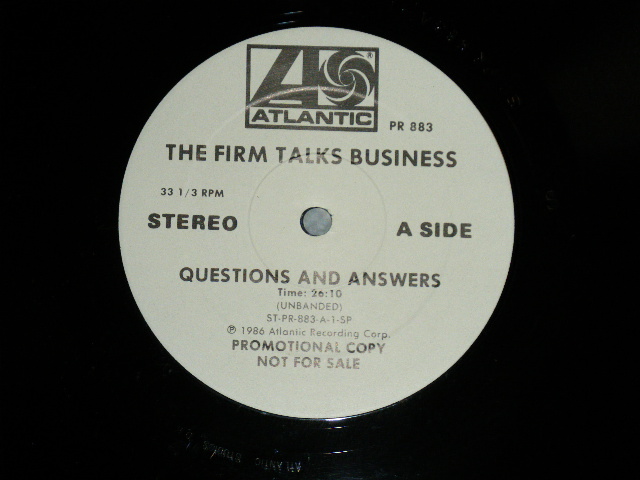 ATLANTIC
®
PR 883
THE FIRM TALKS BUSINESS
33 1/3 RPM
STEREO
A SIDE
QUESTIONS AND ANSWERS
Time: 26:10
(UNBANDED)
ST-PR-883-A-1-SP
℗ 1986 Atlantic Recording Corp.
PROMOTIONAL COPY
NOT FOR SALE